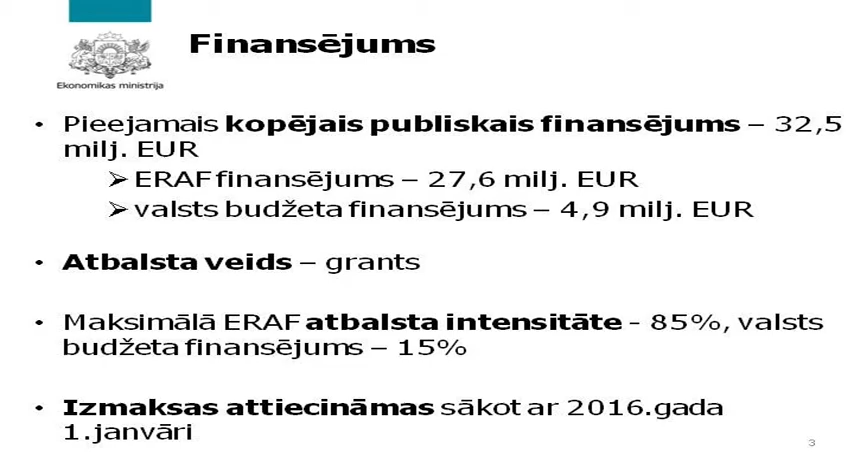 Finansējums
Ekonomikas ministrija
• Pieejamais kopējais publiskais finansējums – 32,5
milj. EUR
➢ ERAF finansējums – 27,6 milj. EUR
➢ valsts budžeta finansējums – 4,9 milj. EUR
• Atbalsta veids – grants
• Maksimālā ERAF atbalsta intensitāte - 85%, valsts
budžeta finansējums – 15%
• Izmaksas attiecināmas sākot ar 2016.gada
1.janvāri
3